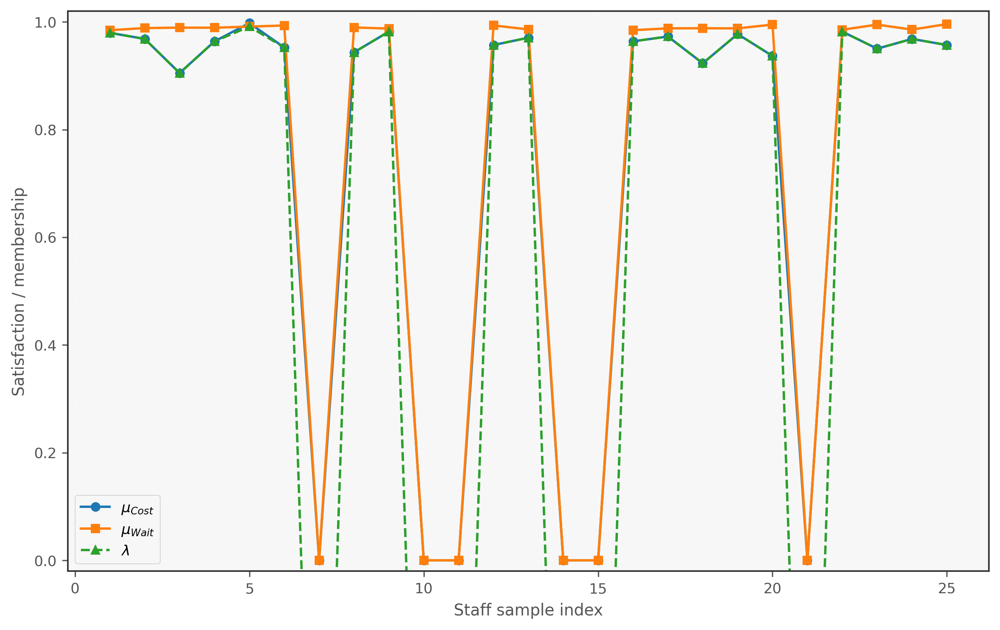 1.0
0.8
0.6
0.4
0.2
0.0
Satisfaction / membership
μCost
μWait
λ
0 5 10 15 20 25
Staff sample index